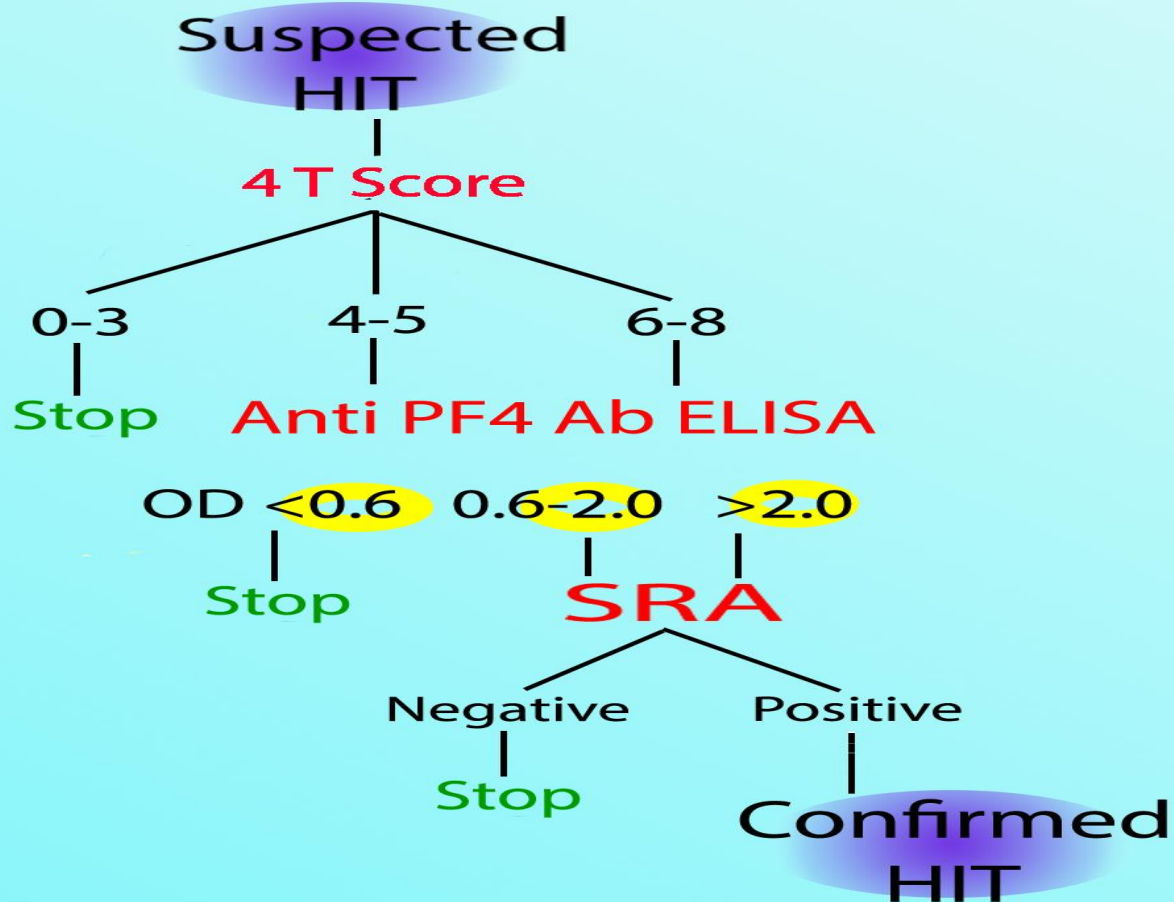 Suspected
HIT
4 T Score
0-3 4-5 6-8
Stop Anti PF4 Ab ELISA
OD <0.6 0.6-2.0 >2.0
Stop SRA
Negative Positive
Stop
Confirmed
HIT